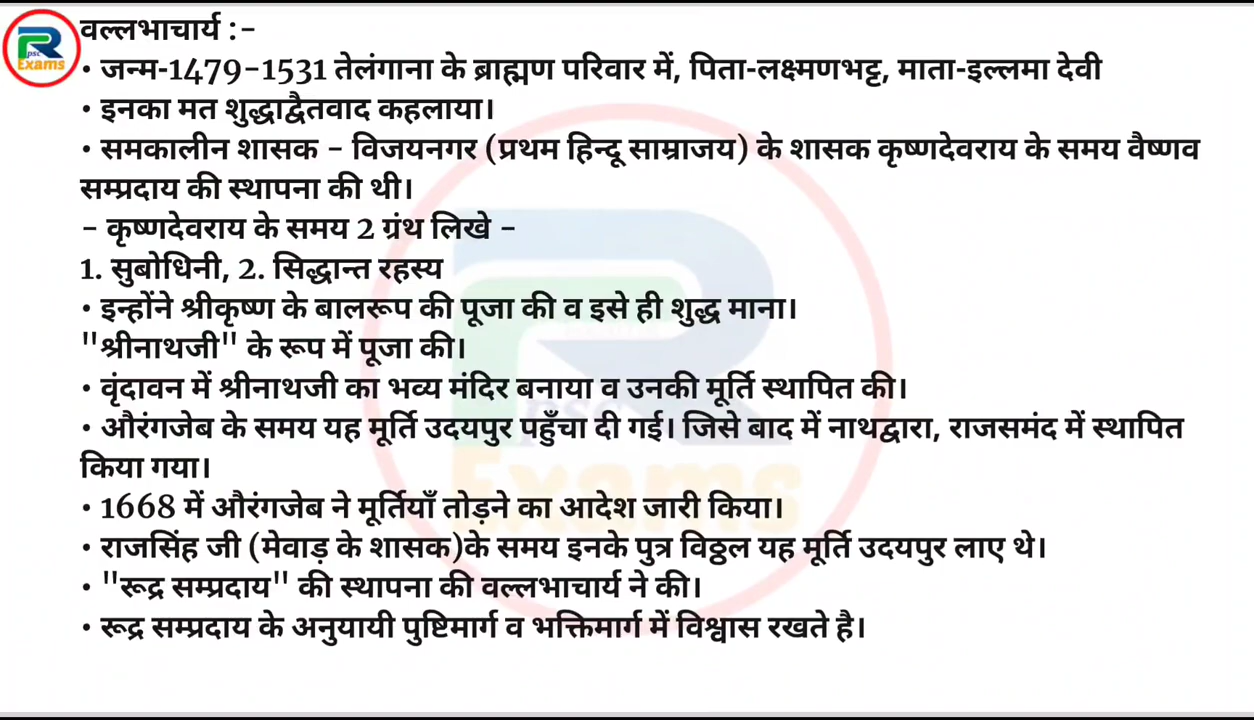 R
psc
Exams
वल्लभाचार्य :-
• जन्म-1479-1531 तेलंगाना के ब्राह्मण परिवार में, पिता-लक्ष्मणभट्ट, माता-इल्लमा देवी
• इनका मत शुद्धाद्वैतवाद कहलाया।
• समकालीन शासक - विजयनगर (प्रथम हिन्दू साम्राजय) के शासक कृष्णदेवराय के समय वैष्णव
सम्प्रदाय की स्थापना की थी।
- कृष्णदेवराय के समय 2 ग्रंथ लिखे -
1. सुबोधिनी, 2. सिद्धान्त रहस्य
• इन्होंने श्रीकृष्ण के बालरूप की पूजा की व इसे ही शुद्ध माना।
"श्रीनाथजी" के रूप में पूजा की।
• वृंदावन में श्रीनाथजी का भव्य मंदिर बनाया व उनकी मूर्ति स्थापित की।
• औरंगजेब के समय यह मूर्ति उदयपुर पहुँचा दी गई। जिसे बाद में नाथद्वारा, राजसमंद में स्थापित
किया गया।
• 1668 में औरंगजेब ने मूर्तियाँ तोड़ने का आदेश जारी किया।
• राजसिंह जी (मेवाड़ के शासक)के समय इनके पुत्र विठ्ठल यह मूर्ति उदयपुर लाए थे।
• "रूद्र सम्प्रदाय" की स्थापना की वल्लभाचार्य ने की।
• रूद्र सम्प्रदाय के अनुयायी पुष्टिमार्ग व भक्तिमार्ग में विश्वास रखते है।